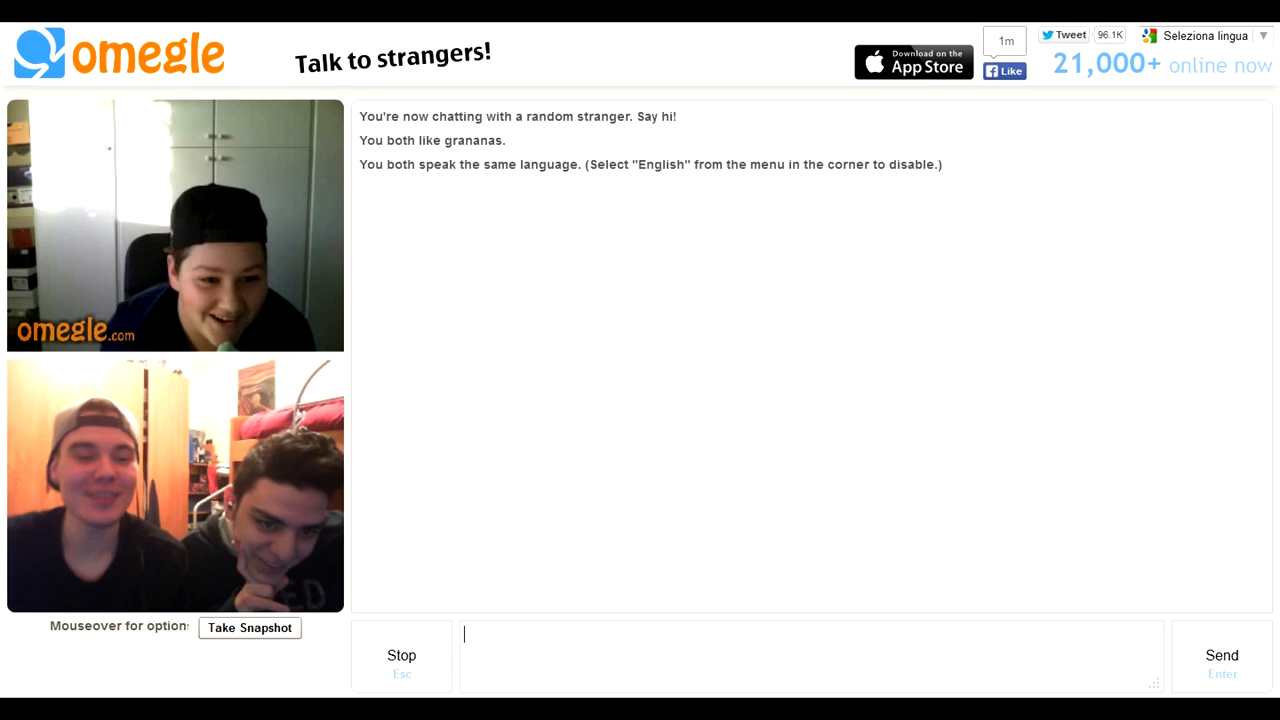 omegle
Talk to strangers!
Download on the
App Store
1m
Like
Tweet
96.1K
Seleziona lingua
21,000+ online now
You're now chatting with a random stranger. Say hi!
You both like grananas.
You both speak the same language. (Select "English" from the menu in the corner to disable.)
omegle.com
Mouseover for option
Take Snapshot
Stop
Esc
Send
Enter